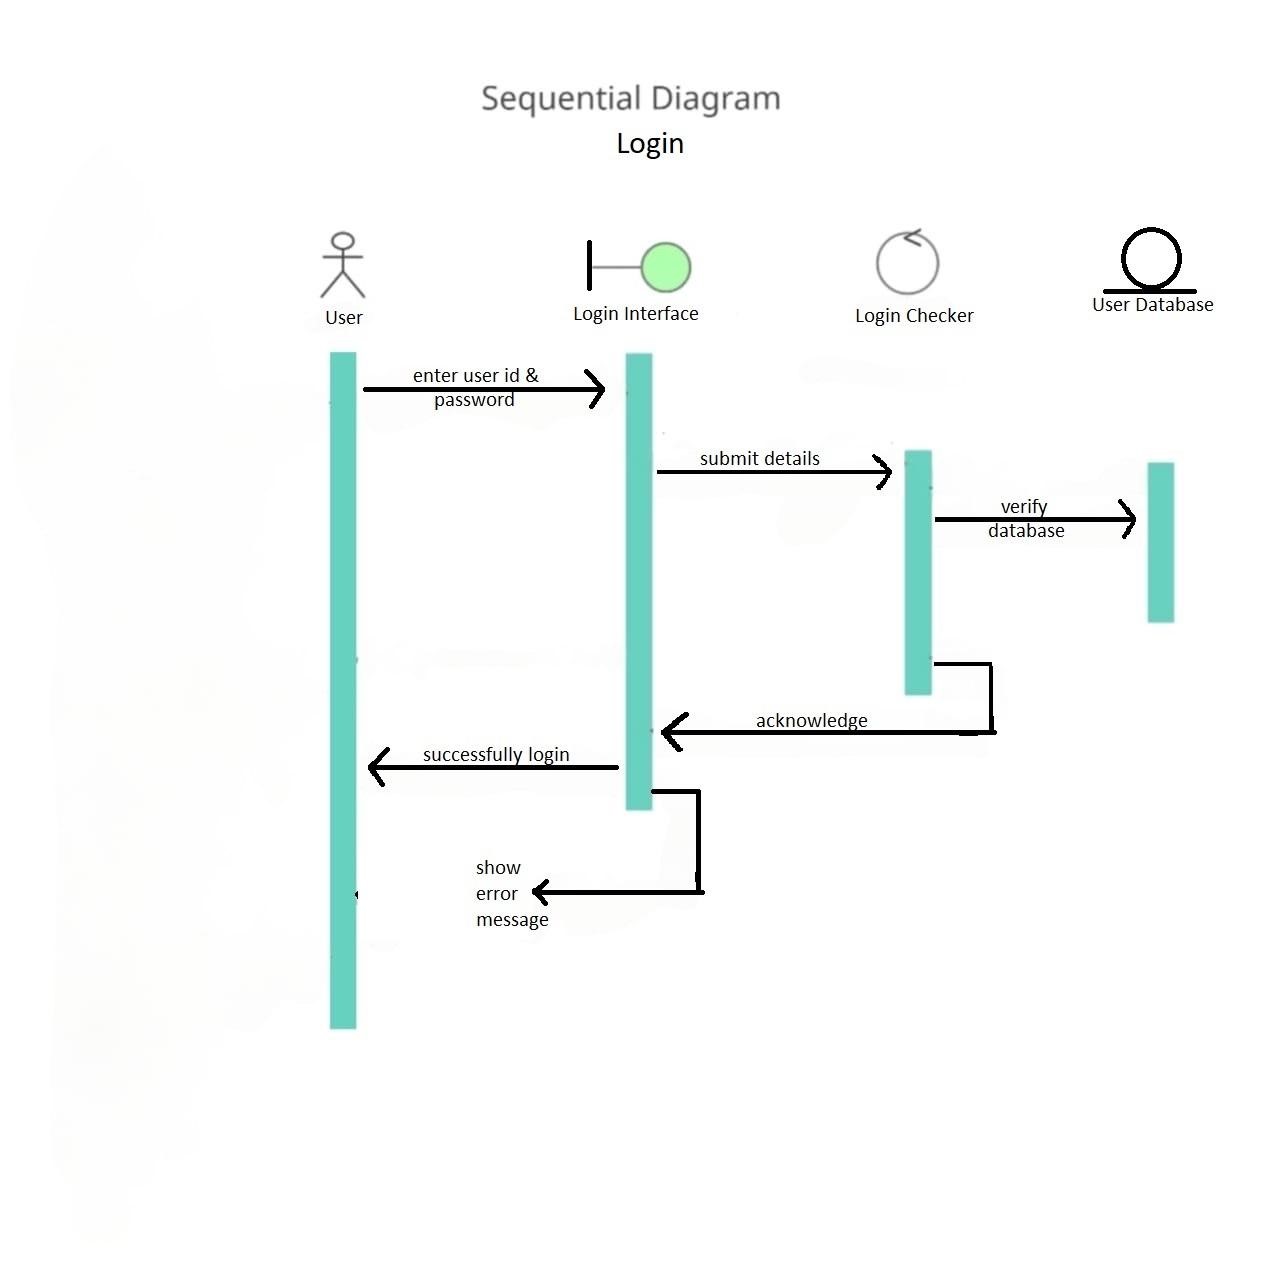 Sequential Diagram
Login
User
Login Interface
Login Checker
User Database
enter user id &
password
submit details
verify
database
acknowledge
successfully login
show
error
message